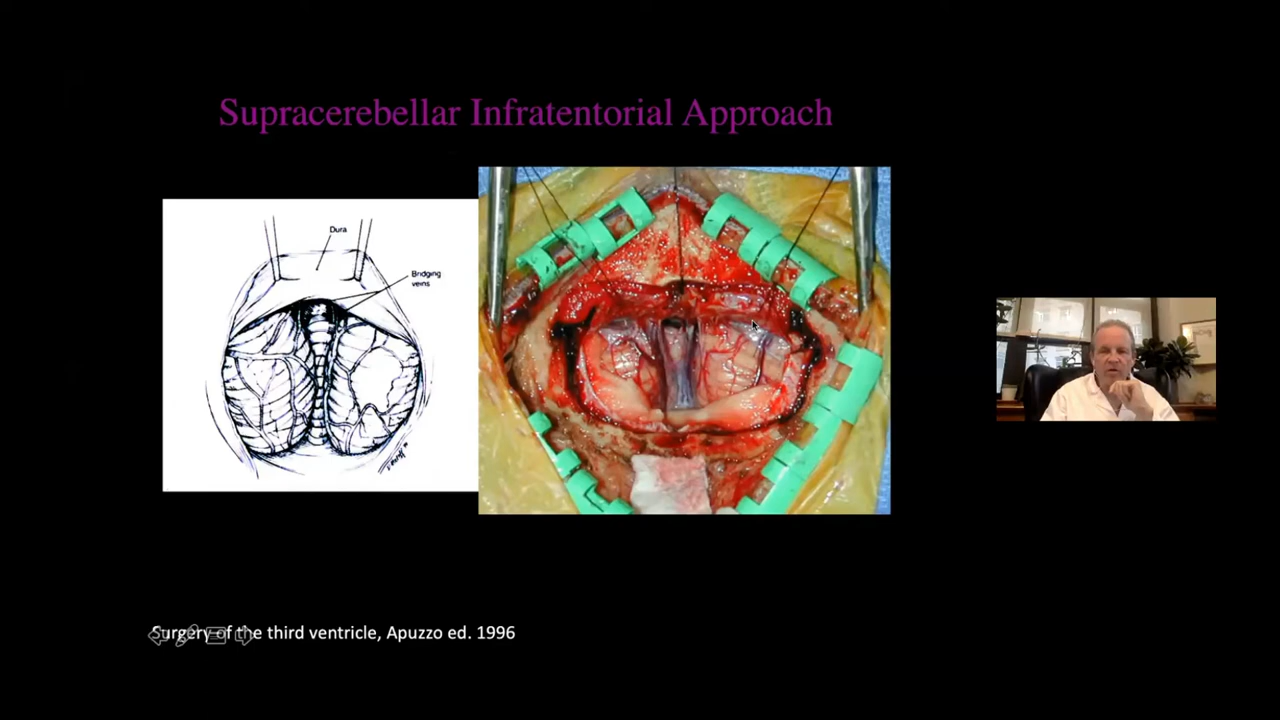 Supracerebellar Infratentorial Approach
Dura
Bridging
veins
Surgery of the third ventricle, Apuzzo ed. 1996